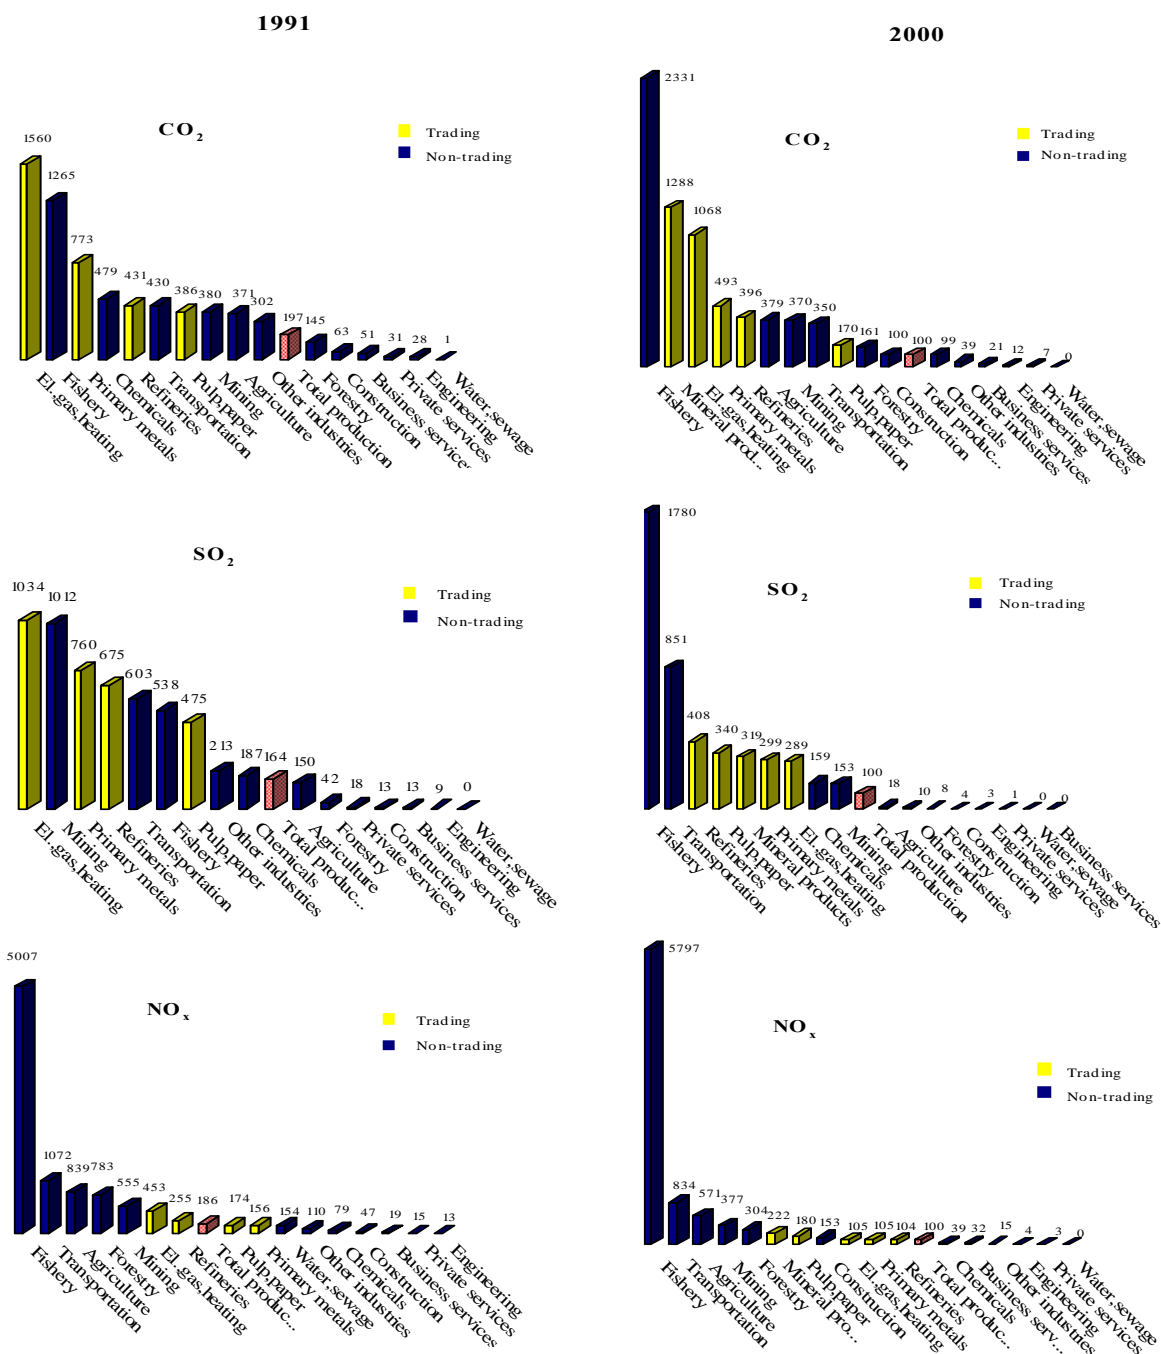 1991
CO2
Trading
Non-trading
1560
1265
773
479
431
430
386
380
371
302
197
145
63
51
31
28
1
El.,gas,heating
Fishery
Primary metals
Chemicals
Refineries
Transportation
Pulp,paper
Mining
Agriculture
Other industries
Total production
Forestry
Construction
Business services
Private services
Engineering
Water,sewage
2000
CO2
Trading
Non-trading
2331
1288
1068
493
396
379
370
350
170
161
100
100
99
39
21
12
7
0
Fishery
Mineral prod...
El.,gas,heating
Primary metals
Refineries
Agriculture
Mining
Transportation
Pulp,paper
Forestry
Construction
Total produc...
Chemicals
Other industries
Business services
Engineering
Private services
Water,sewage
SO2
Trading
Non-trading
1034
1012
760
675
603
538
475
213
187
164
150
42
18
13
13
9
0
El.,gas,heating
Mining
Primary metals
Refineries
Transportation
Fishery
Pulp,paper
Other industries
Chemicals
Total produc...
Agriculture
Forestry
Private services
Construction
Business services
Engineering
Water,sewage
SO2
Trading
Non-trading
1780
851
408
340
319
299
289
159
153
100
18
10
8
4
3
1
0
0
Fishery
Transportation
Refineries
Pulp,paper
Mineral products
Primary metals
El.,gas,heating
Chemicals
Mining
Total production
Agriculture
Other industries
Forestry
Construction
Engineering
Private services
Water,sewage
Business services
NOx
Trading
Non-trading
5007
1072
839
783
555
453
255
186
174
156
154
110
79
47
19
15
13
Fishery
Transportation
Agriculture
Forestry
Mining
El.,gas,heating
Refineries
Total produc...
Pulp,paper
Primary metals
Water,sewage
Other industries
Chemicals
Construction
Business services
Private services
Engineering
NOx
Trading
Non-trading
5797
834
571
377
304
222
180
153
105
105
104
100
39
32
15
4
3
0
Fishery
Transportation
Agriculture
Mining
Forestry
Mineral pro...
Pulp,paper
Construction
El.,gas,heating
Primary metals
Refineries
Total produc...
Chemicals
Business serv...
Other industries
Engineering
Private services
Water,sewage